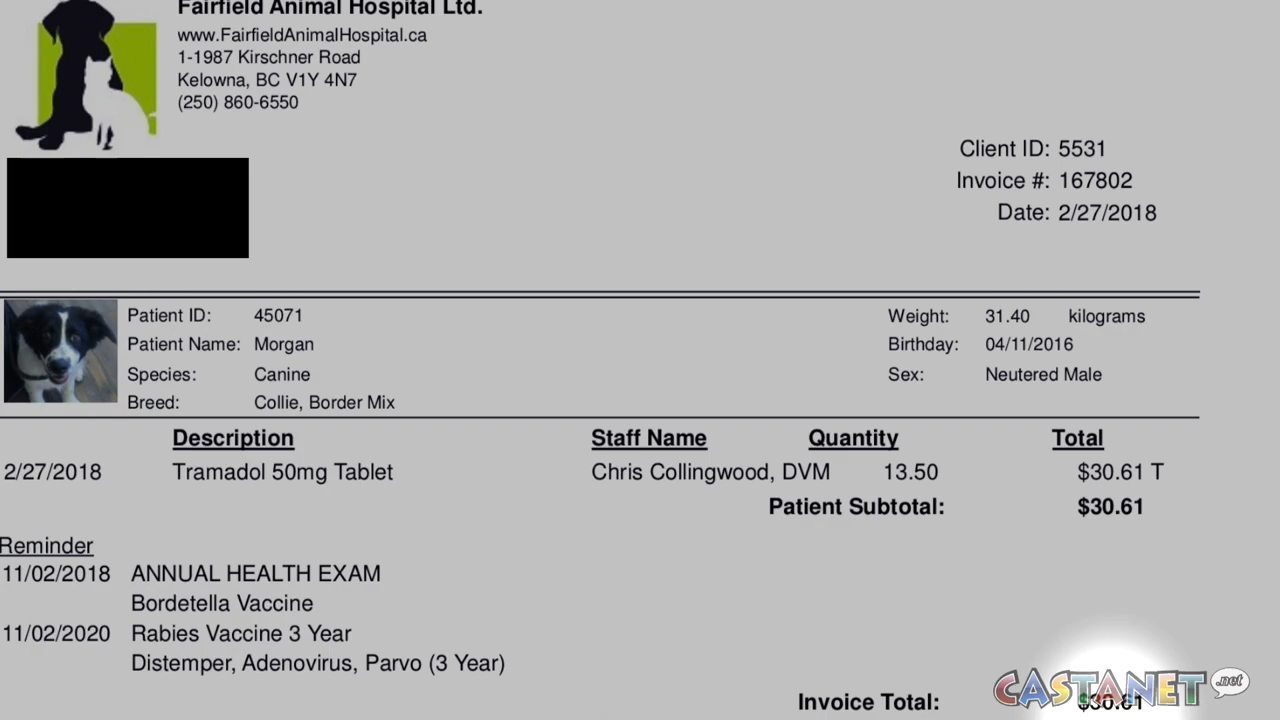 Fairfield Animal Hospital Ltd.
www.FairfieldAnimalHospital.ca
1-1987 Kirschner Road
Kelowna, BC V1Y 4N7
(250) 860-6550
Client ID: 5531
Invoice #: 167802
Date: 2/27/2018
Patient ID: 45071 Weight: 31.40 kilograms
Patient Name: Morgan Birthday: 04/11/2016
Species: Canine Sex: Neutered Male
Breed: Collie, Border Mix
Description Staff Name Quantity Total
2/27/2018 Tramadol 50mg Tablet Chris Collingwood, DVM 13.50 $30.61 T
Patient Subtotal: $30.61
Reminder
11/02/2018 ANNUAL HEALTH EXAM
Bordetella Vaccine
11/02/2020 Rabies Vaccine 3 Year
Distemper, Adenovirus, Parvo (3 Year)
CASTANET.net
Invoice Total: $30.61